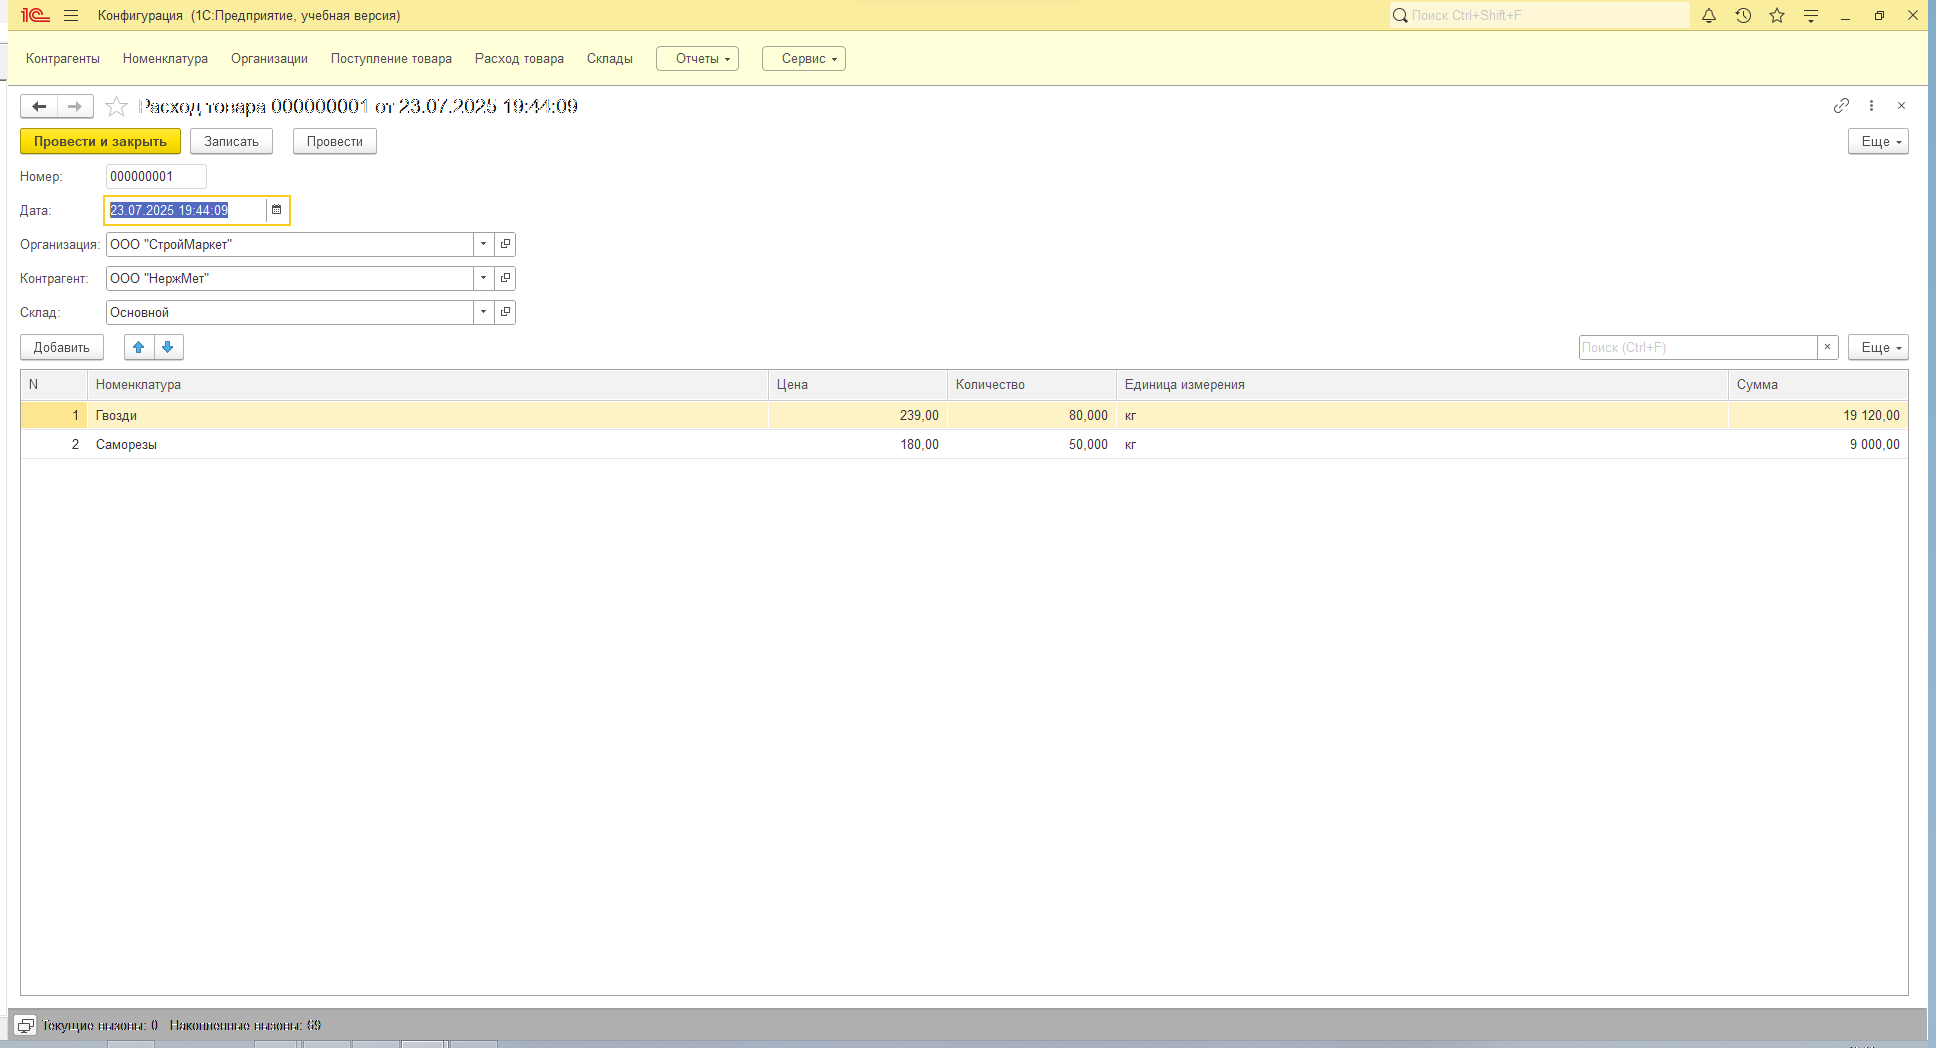 1С Конфигурация (1С:Предприятие, учебная версия) Поиск Ctrl+Shift+F
Контрагенты Номенклатура Организации Поступление товара Расход товара Склады Отчеты Сервис
Расход товара 000000001 от 23.07.2025 19:44:09
Провести и закрыть Записать Провести Еще
Номер: 000000001
Дата: 23.07.2025 19:44:09
Организация: ООО "СтройМаркет"
Контрагент: ООО "НержМет"
Склад: Основной
Добавить Поиск (Ctrl+F) × Еще
N Номенклатура Цена Количество Единица измерения Сумма
1 Гвозди 239,00 80,000 кг 19 120,00
2 Саморезы 180,00 50,000 кг 9 000,00
Текущие вызовы: 0 Накопленные вызовы: 69